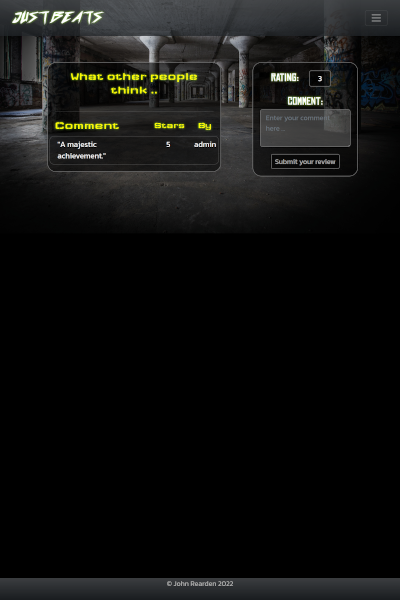 JUST BEATS
What other people
think ..
Comment Stars By
"A majestic
achievement." 5 admin
RATING: 3
COMMENT:
Enter your comment
here...
Submit your review
© John Rearden 2022